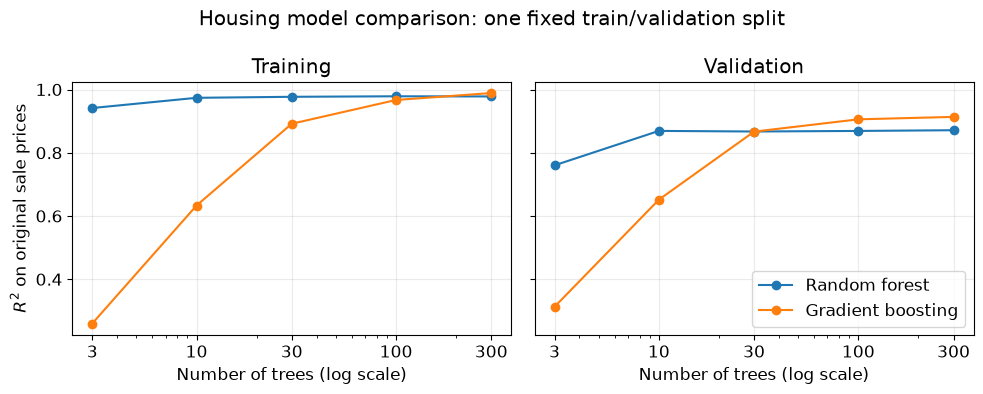 Housing model comparison: one fixed train/validation split
Training
R² on original sale prices
1.0
0.8
0.6
0.4
3 10 30 100 300
Number of trees (log scale)
Validation
Random forest
Gradient boosting
3 10 30 100 300
Number of trees (log scale)